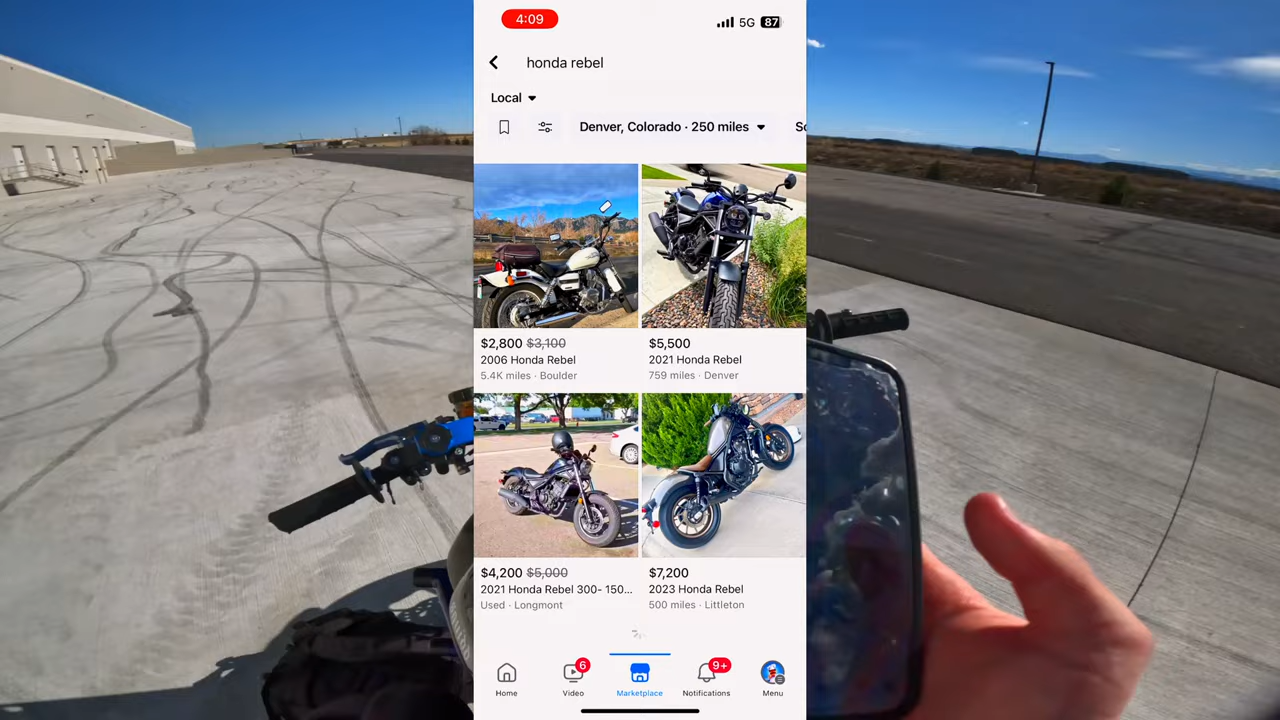 4:09
5G
87
honda rebel
Local
Denver, Colorado · 250 miles
So
$2,800 $3,100
2006 Honda Rebel
5.4K miles · Boulder
$5,500
2021 Honda Rebel
759 miles · Denver
$4,200 $5,000
2021 Honda Rebel 300- 150...
Used · Longmont
$7,200
2023 Honda Rebel
500 miles · Littleton
6
9+
Home
Video
Marketplace
Notifications
Menu